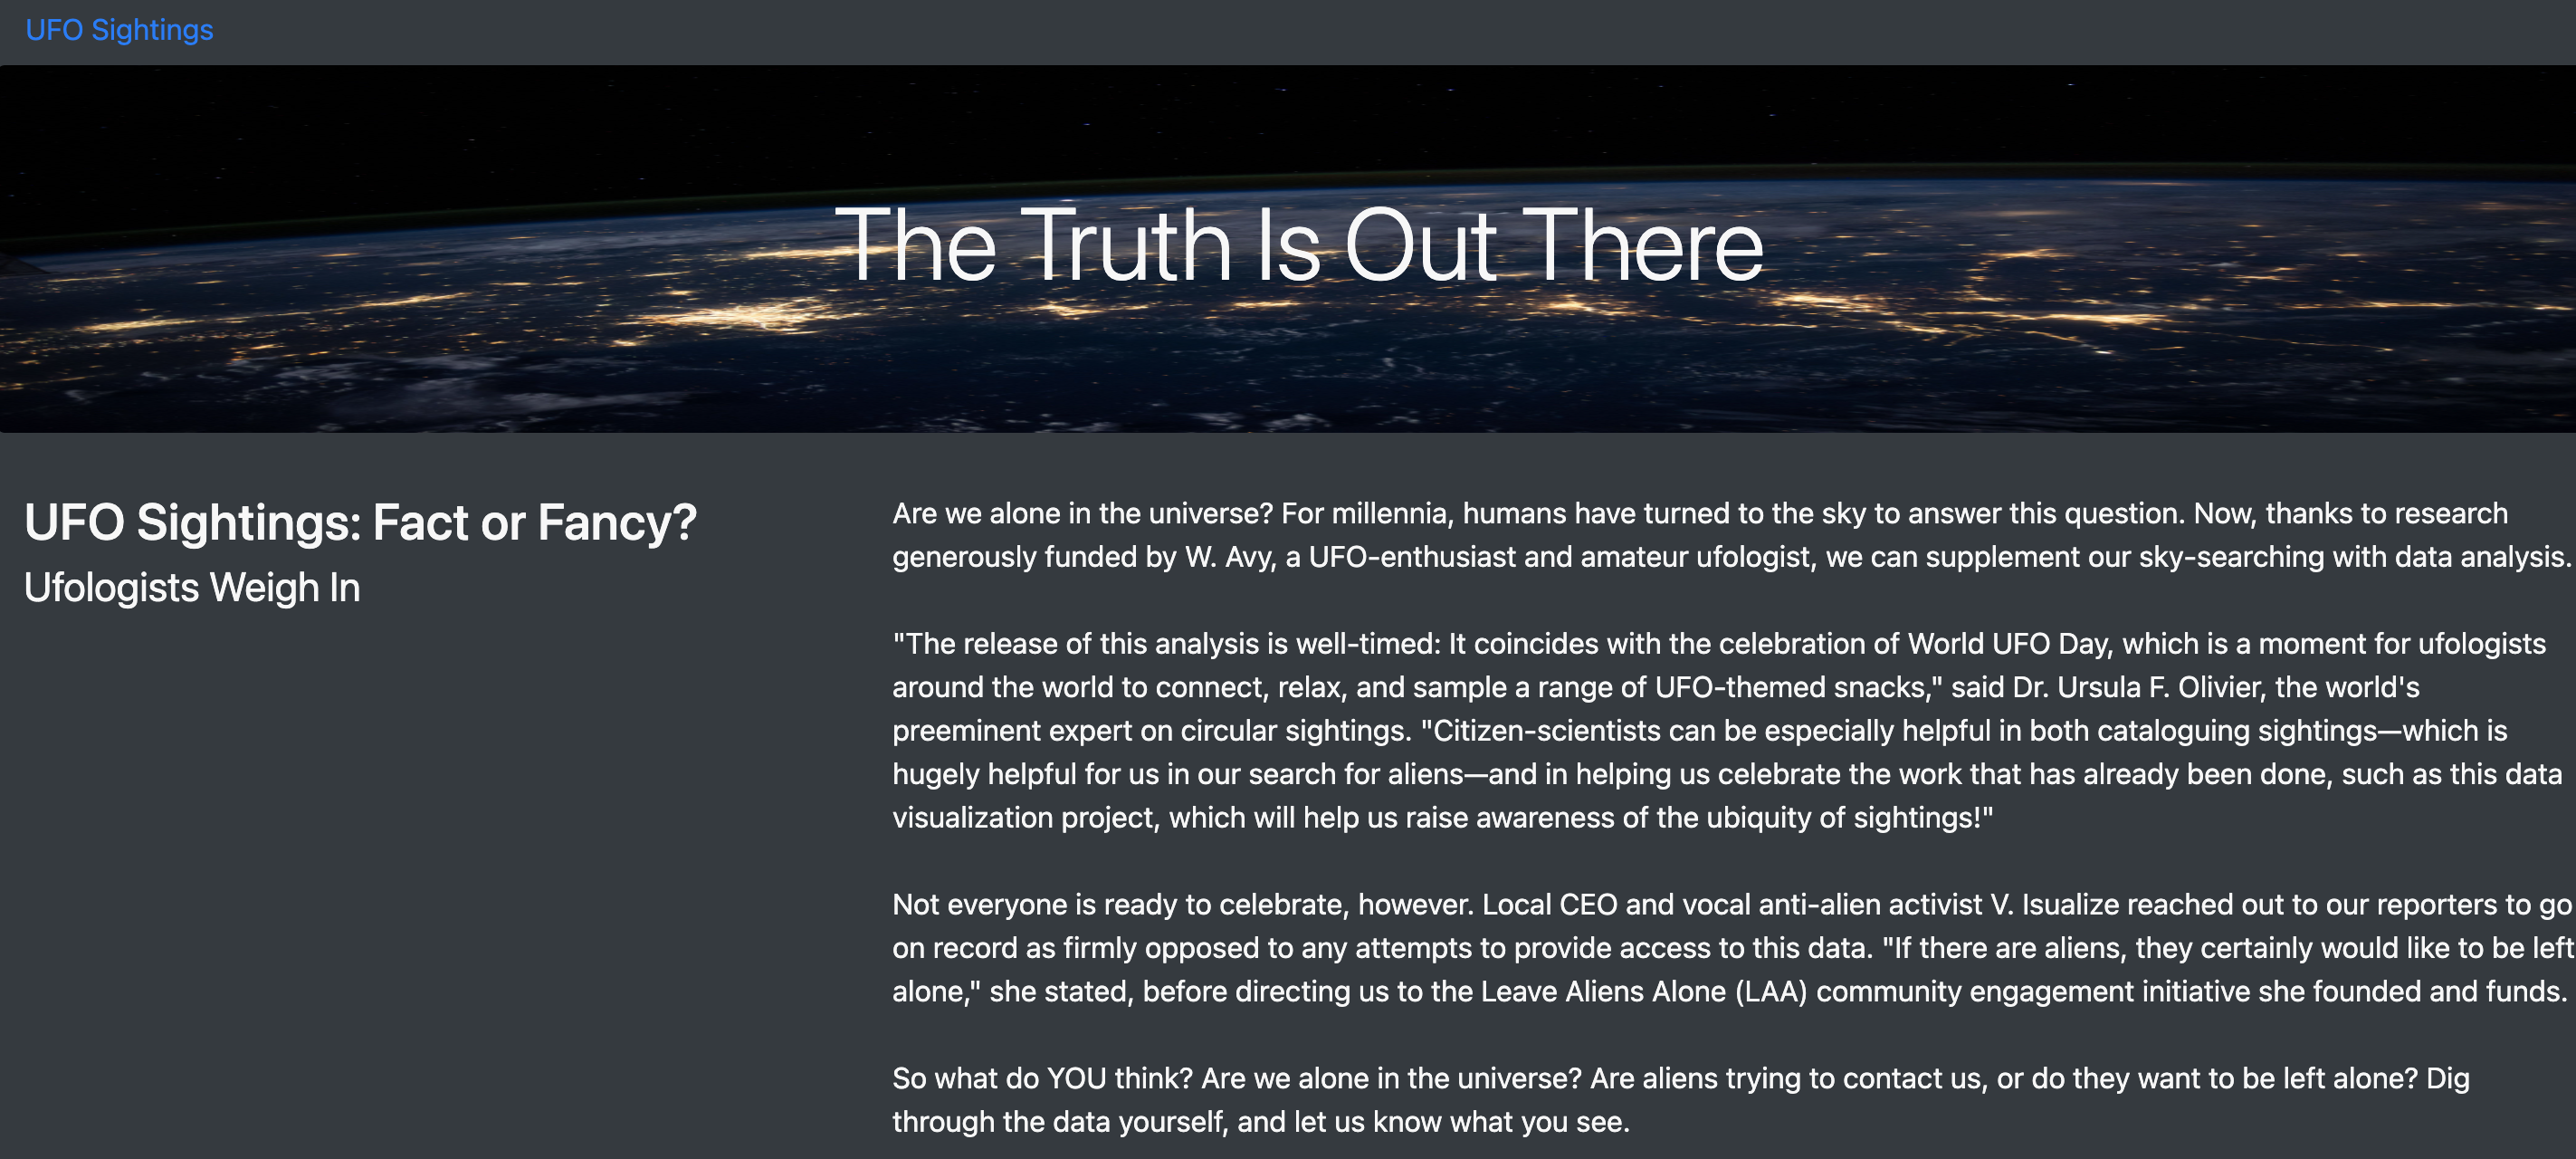 UFO Sightings
The Truth Is Out There
UFO Sightings: Fact or Fancy?
Ufologists Weigh In
Are we alone in the universe? For millennia, humans have turned to the sky to answer this question. Now, thanks to research
generously funded by W. Avy, a UFO-enthusiast and amateur ufologist, we can supplement our sky-searching with data analysis.
"The release of this analysis is well-timed: It coincides with the celebration of World UFO Day, which is a moment for ufologists
around the world to connect, relax, and sample a range of UFO-themed snacks," said Dr. Ursula F. Olivier, the world's
preeminent expert on circular sightings. "Citizen-scientists can be especially helpful in both cataloguing sightings—which is
hugely helpful for us in our search for aliens—and in helping us celebrate the work that has already been done, such as this data
visualization project, which will help us raise awareness of the ubiquity of sightings!"
Not everyone is ready to celebrate, however. Local CEO and vocal anti-alien activist V. Isualize reached out to our reporters to go
on record as firmly opposed to any attempts to provide access to this data. "If there are aliens, they certainly would like to be left
alone," she stated, before directing us to the Leave Aliens Alone (LAA) community engagement initiative she founded and funds.
So what do YOU think? Are we alone in the universe? Are aliens trying to contact us, or do they want to be left alone? Dig
through the data yourself, and let us know what you see.